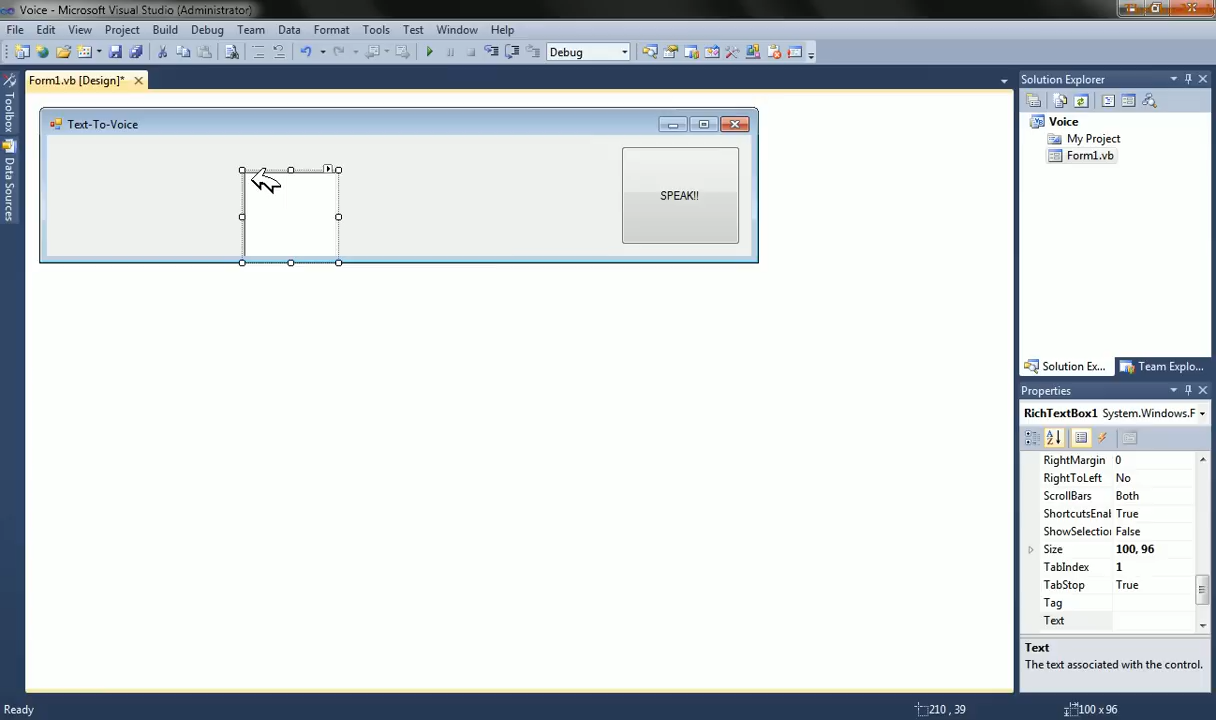 Voice - Microsoft Visual Studio (Administrator)
File Edit View Project Build Debug Team Data Format Tools Test Window Help
Debug
Form1.vb [Design]*
Toolbox
Data Sources
Text-To-Voice
SPEAK!!
Solution Explorer
Voice
My Project
Form1.vb
Solution Ex...
Team Explo...
Properties
RichTextBox1 System.Windows.F
RightMargin 0
RightToLeft No
ScrollBars Both
ShortcutsEnal True
ShowSelection False
Size 100, 96
TabIndex 1
TabStop True
Tag
Text
Text
The text associated with the control.
Ready
210 , 39
100 x 96